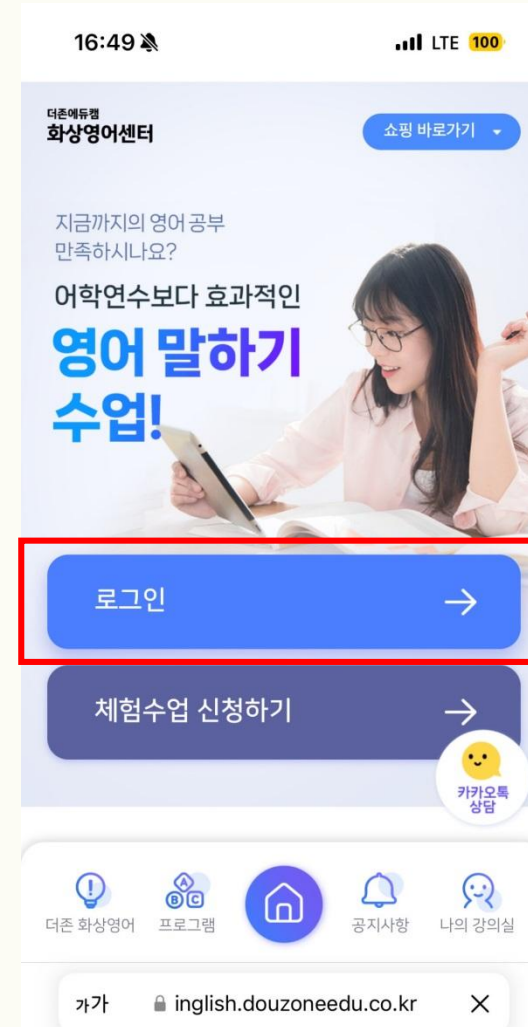 16:49
LTE 100
더존에듀캠
화상영어센터
쇼핑 바로가기
지금까지의 영어 공부
만족하시나요?
어학연수보다 효과적인
영어 말하기
수업!
로그인
체험수업 신청하기
카카오톡
상담
더존 화상영어
프로그램
공지사항
나의 강의실
가가 inglish.douzoneedu.co.kr